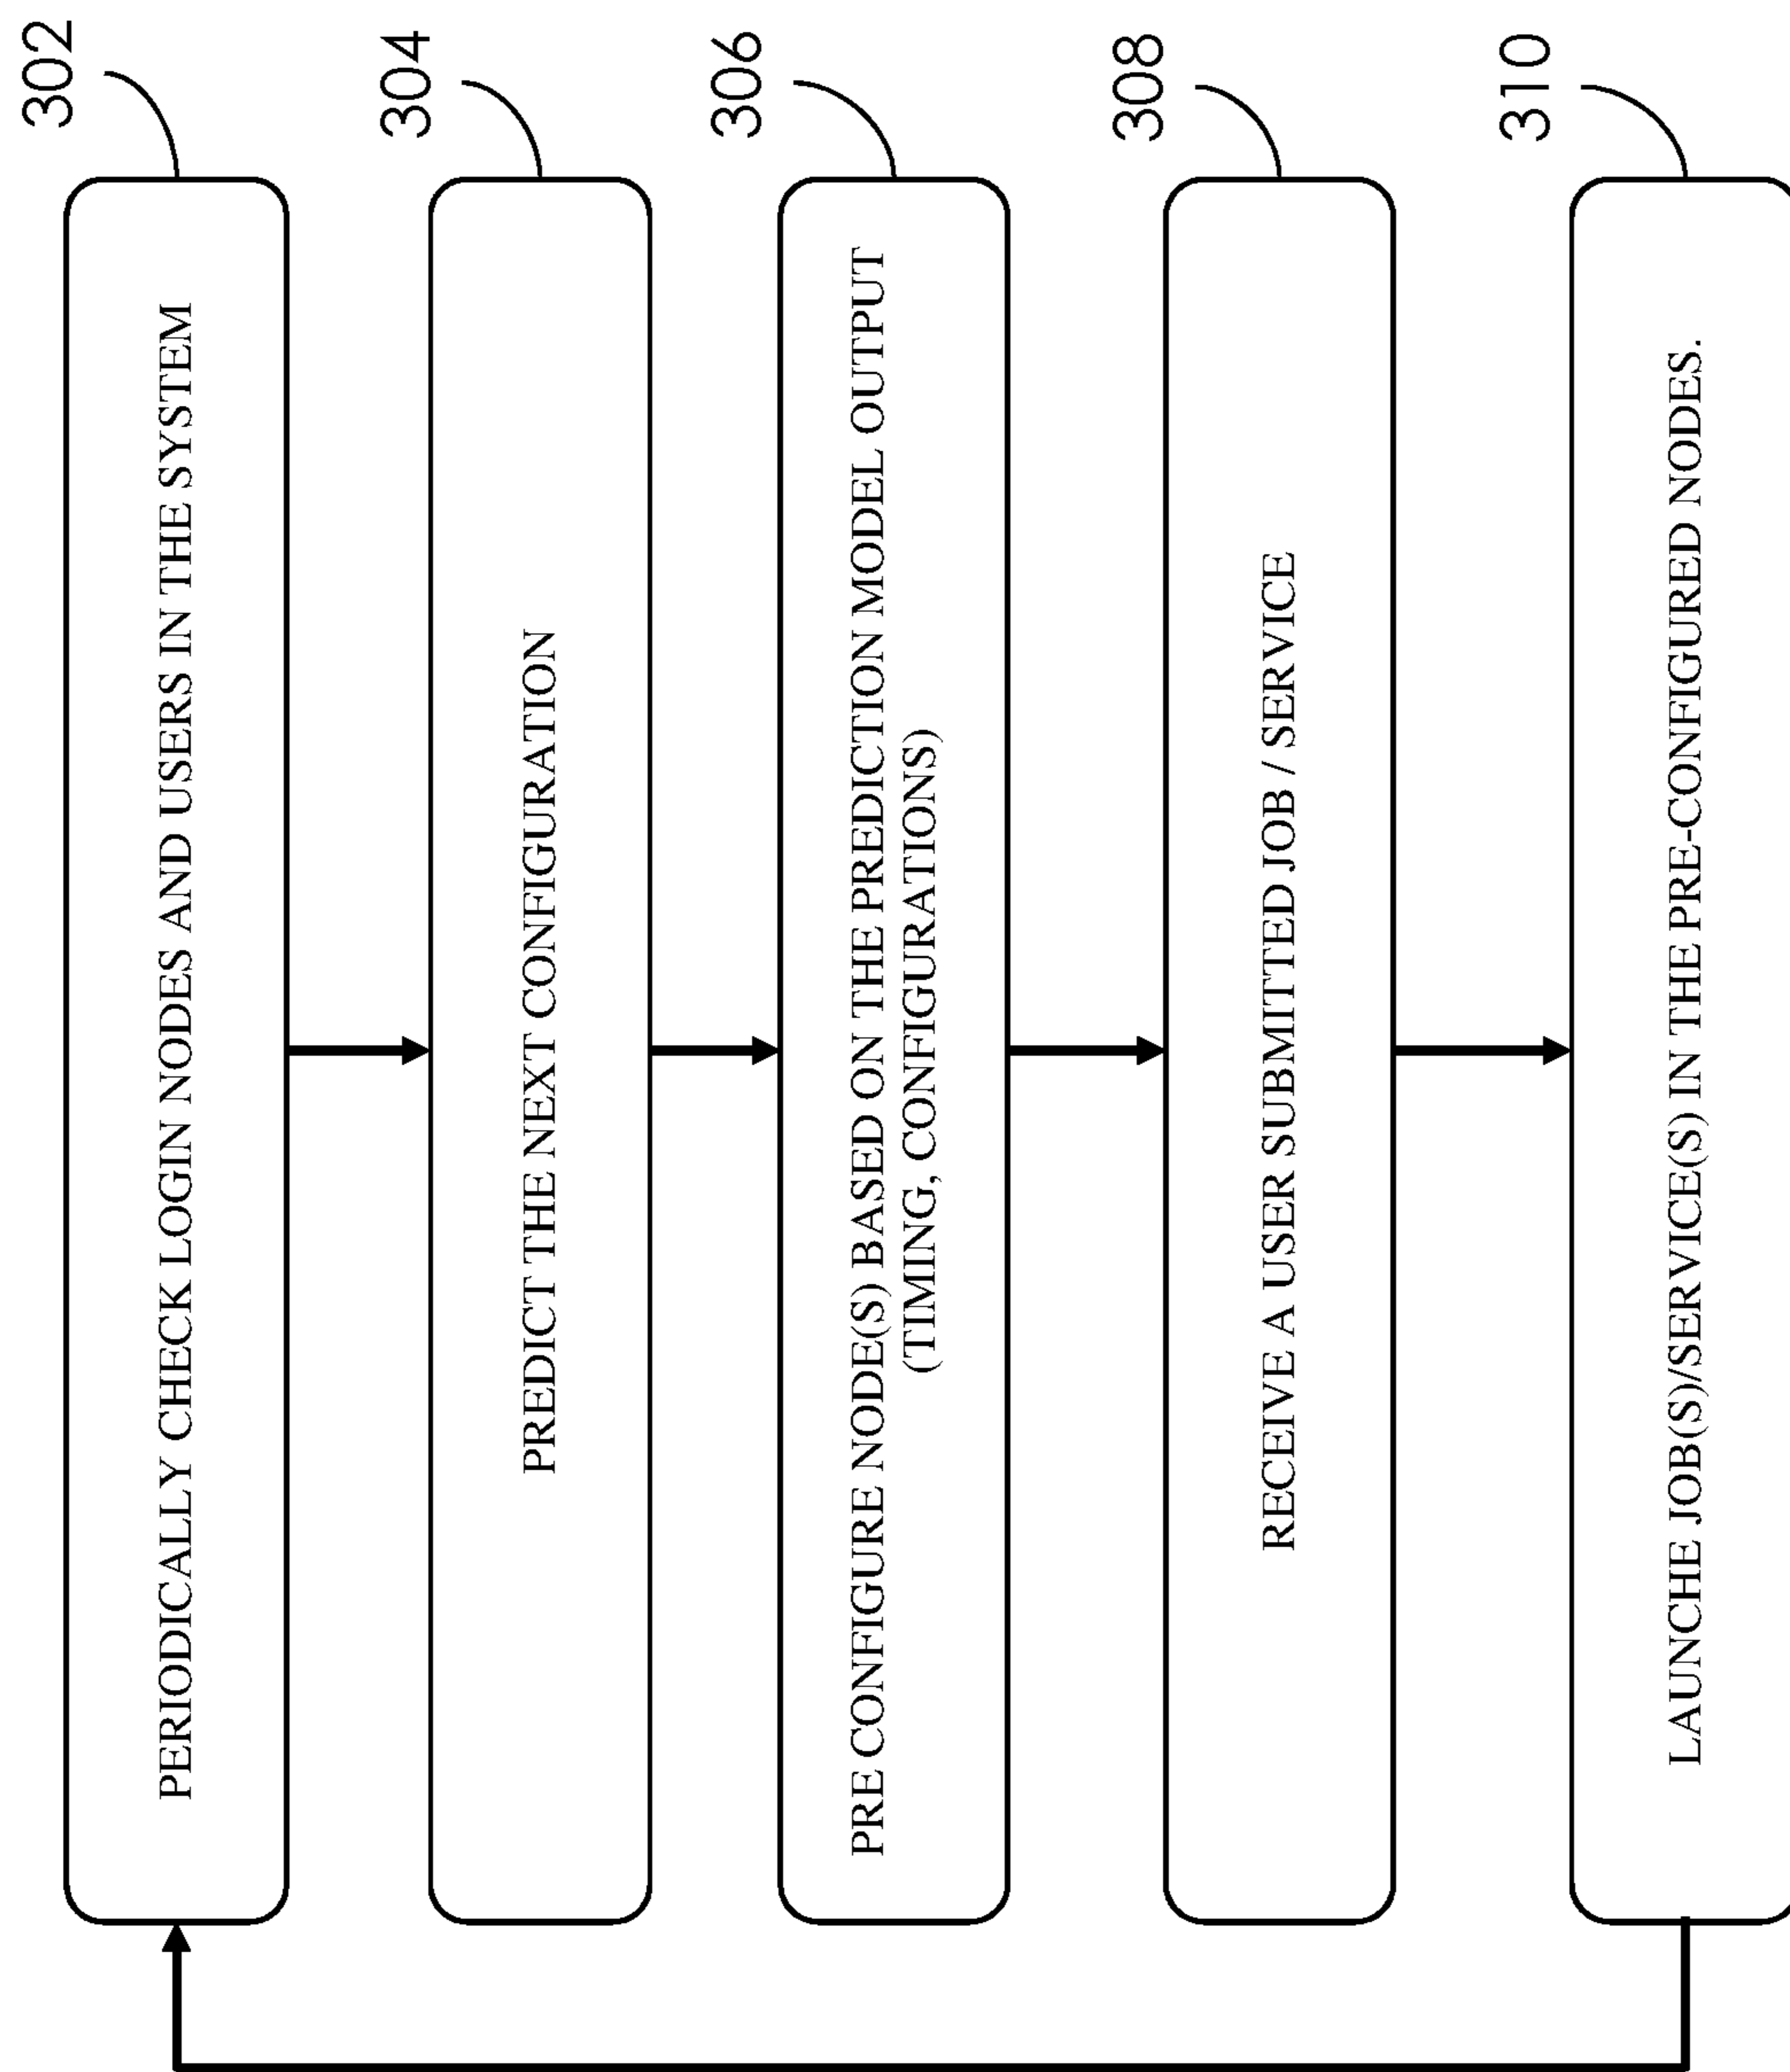 302
PERIODICALLY CHECK LOGIN NODES AND USERS IN THE SYSTEM
304
PREDICT THE NEXT CONFIGURATION
306
PRE CONFIGURE NODE(S) BASED ON THE PREDICTION MODEL OUTPUT
(TIMING, CONFIGURATIONS)
308
RECEIVE A USER SUBMITTED JOB / SERVICE
310
LAUNCHE JOB(S)/SERVICE(S) IN THE PRE-CONFIGURED NODES.